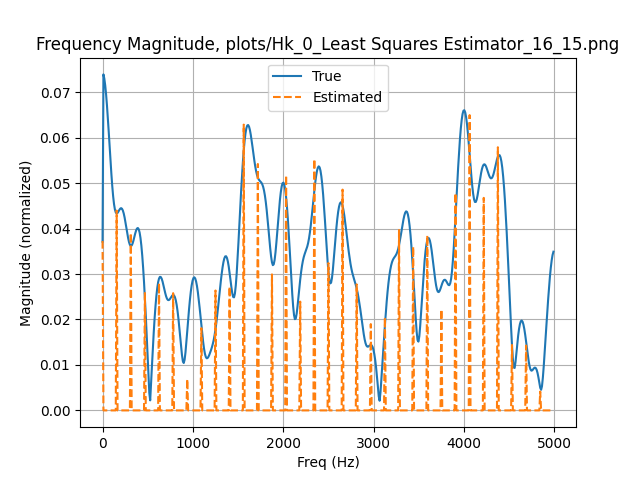 Frequency Magnitude, plots/Hk_0_Least Squares Estimator_16_15.png
True
Estimated
Magnitude (normalized)
0.07
0.06
0.05
0.04
0.03
0.02
0.01
0.00
0
1000
2000
3000
4000
5000
Freq (Hz)